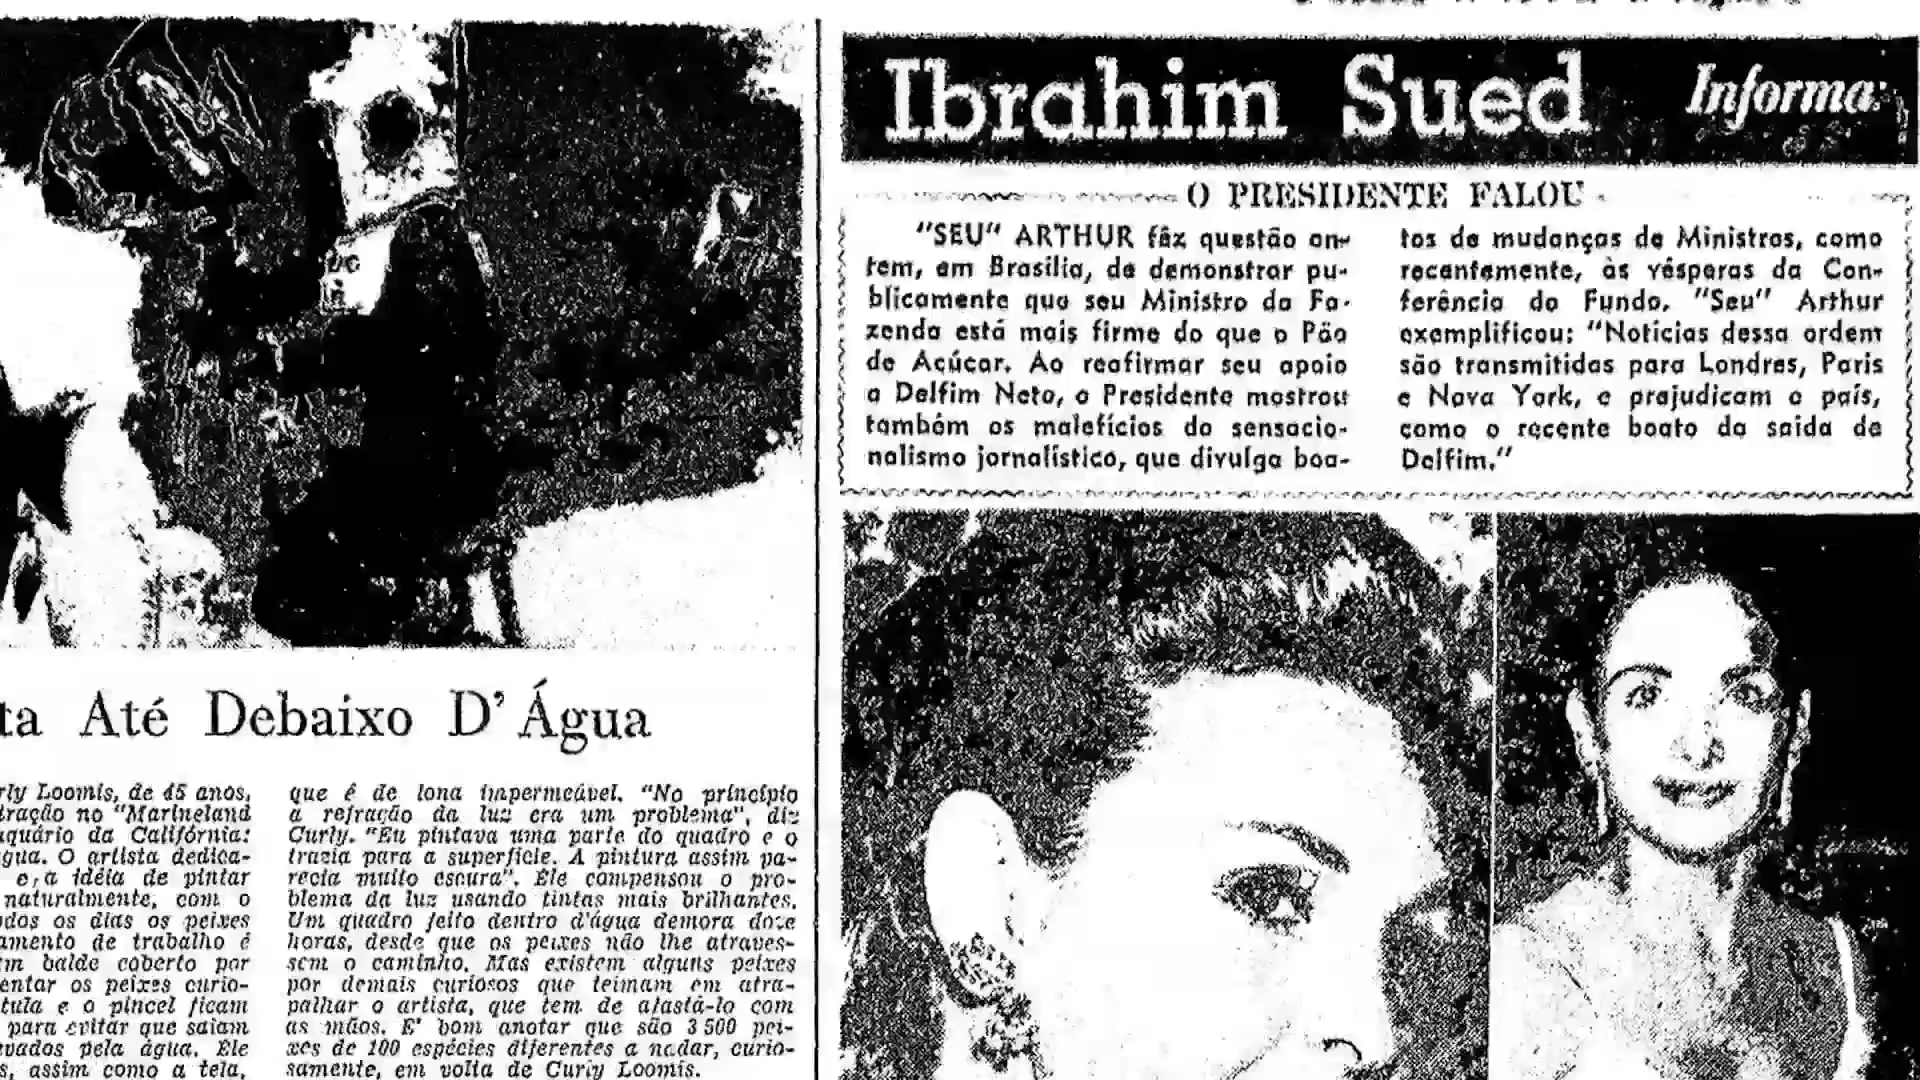 ta Até Debaixo D'Água
rly Loomis, de 45 anos,
tração no "Marineland
aquário da Califórnia:
gua. O artista dedica-
e,a idéia de pintar
naturalmente, com o
odos os dias os peixes
amento de trabalho é
um balde coberto por
entar os peixes curio-
tula e o pincel ficam
para evitar que saiam
evados pela água. Ele
s, assim como a tela,
que é de lona impermeável. "No princípio
a refração da luz era um problema", diz
Curly. "Eu pintava uma parte do quadro e o
trazia para a superfície. A pintura assim pa-
recia muito escura". Ele compensou o pro-
blema da luz usando tintas mais brilhantes.
Um quadro feito dentro d'água demora doze
horas, desde que os peixes não lhe atraves-
sem o caminho. Mas existem alguns peixes
por demais curiosos que teimam em atra-
palhar o artista, que tem de afastá-lo com
as mãos. E' bom anotar que são 3 500 pei-
xes de 100 espécies diferentes a nadar, curio-
samente, em volta de Curly Loomis.
Ibrahim Sued Informa:
O PRESIDENTE FALOU
"SEU" ARTHUR fêz questão on-
tem, em Brasília, de demonstrar pu-
blicamente que seu Ministro da Fa-
zenda está mais firme do que o Pão
de Açúcar. Ao reafirmar seu apoio
a Delfim Neto, o Presidente mostrou
também os malefícios do sensacio-
nalismo jornalístico, que divulga boa-
tos de mudanças de Ministros, como
recentemente, às vésperas da Con-
ferência do Fundo. "Seu" Arthur
exemplificou: "Notícias dessa ordem
são transmitidas para Londres, Paris
e Nova York, e prejudicam o país,
como o recente boato da saída de
Delfim."